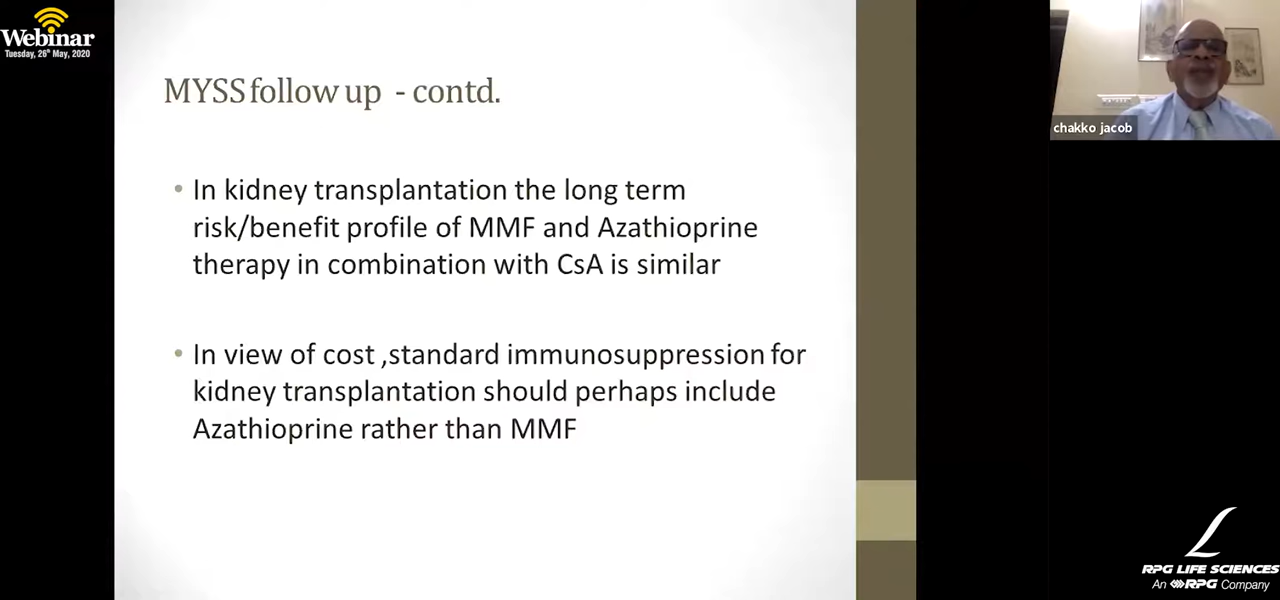 Webinar
Tuesday, 26th May, 2020
MYSS follow up - contd.
• In kidney transplantation the long term
risk/benefit profile of MMF and Azathioprine
therapy in combination with CsA is similar
• In view of cost ,standard immunosuppression for
kidney transplantation should perhaps include
Azathioprine rather than MMF
chakko jacob
RPG LIFE SCIENCES
An RPG Company